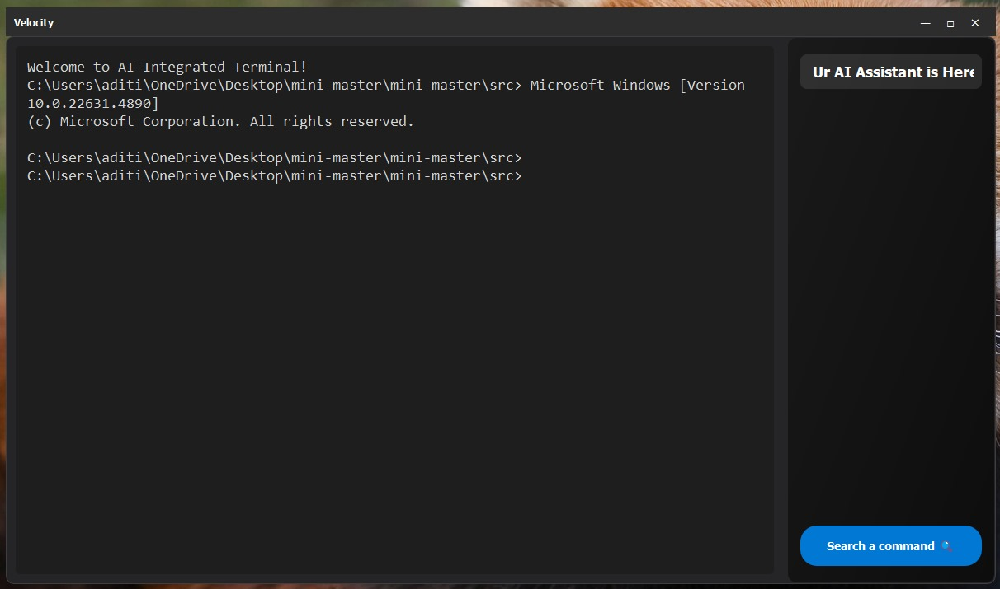 Velocity
Welcome to AI-Integrated Terminal!
C:\Users\aditi\OneDrive\Desktop\mini-master\mini-master\src> Microsoft Windows [Version
10.0.22631.4890]
(c) Microsoft Corporation. All rights reserved.
C:\Users\aditi\OneDrive\Desktop\mini-master\mini-master\src>
C:\Users\aditi\OneDrive\Desktop\mini-master\mini-master\src>
Ur AI Assistant is Here
Search a command